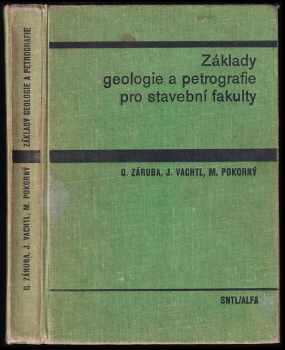 Základy
geologie a petrografie
pro stavební fakulty
Q. ZÁRUBA, J. VACHTL, M. POKORNÝ
SNTL/ALFA
Q. ZÁRUBA, J. VACHTL, M. POKORNÝ ZÁKLADY GEOLOGIE A PETROGRAFIE